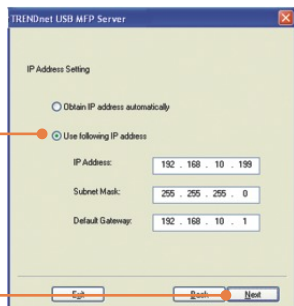 TRENDnet USB MFP Server
IP Address Setting
Obtain IP address automatically
Use following IP address
IP Address: 192 . 168 . 10 . 199
Subnet Mask: 255 . 255 . 255 . 0
Default Gateway: 192 . 168 . 10 . 1
Exit Back Next